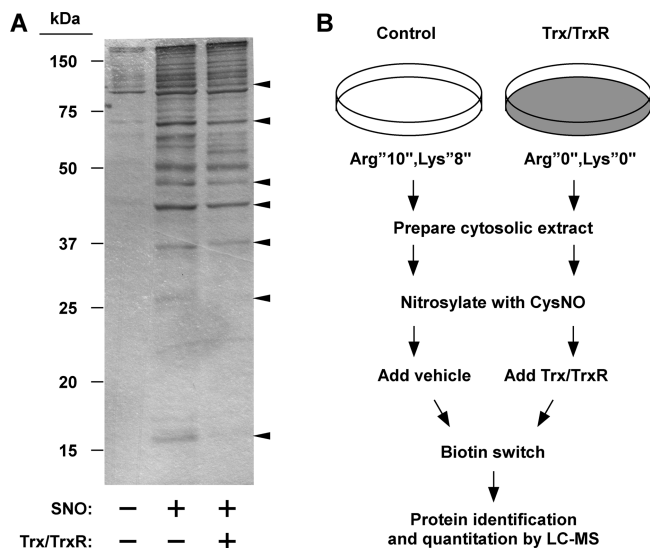 A
kDa
150
75
50
37
25
20
15
SNO: − + +
Trx/TrxR: − − +
B
Control Trx/TrxR
Arg”10",Lys”8" Arg”0",Lys”0"
Prepare cytosolic extract
Nitrosylate with CysNO
Add vehicle Add Trx/TrxR
Biotin switch
Protein identification
and quantitation by LC-MS